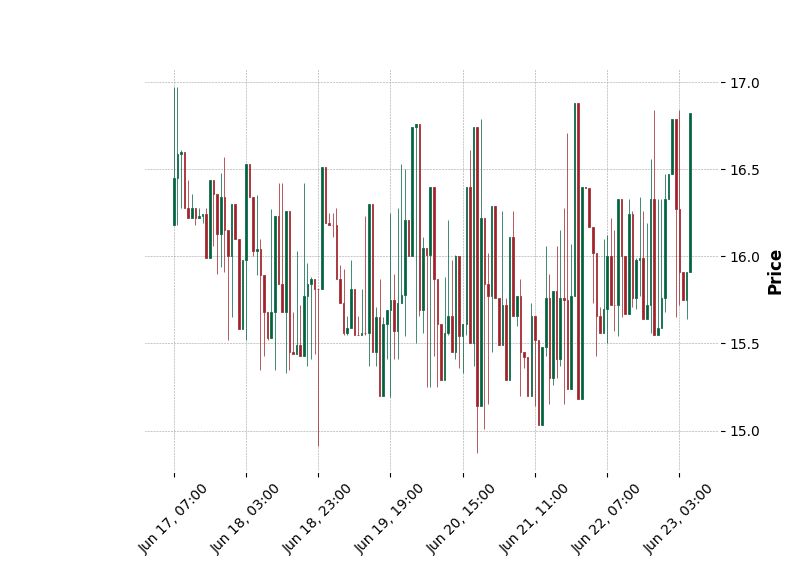 17.0
16.5
16.0
15.5
15.0
Price
Jun 17, 07:00
Jun 18, 03:00
Jun 18, 23:00
Jun 19, 19:00
Jun 20, 15:00
Jun 21, 11:00
Jun 22, 07:00
Jun 23, 03:00